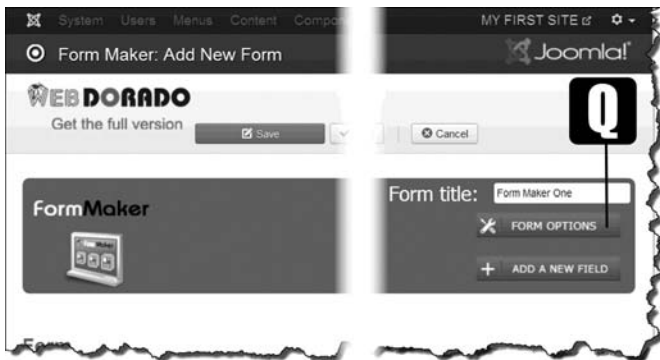 System Users Menus Content Compo
MY FIRST SITE
Form Maker: Add New Form
Joomla!
WEB DORADO
Get the full version
Save
Cancel
Q
Form title: Form Maker One
FormMaker
FORM OPTIONS
ADD A NEW FIELD
Form